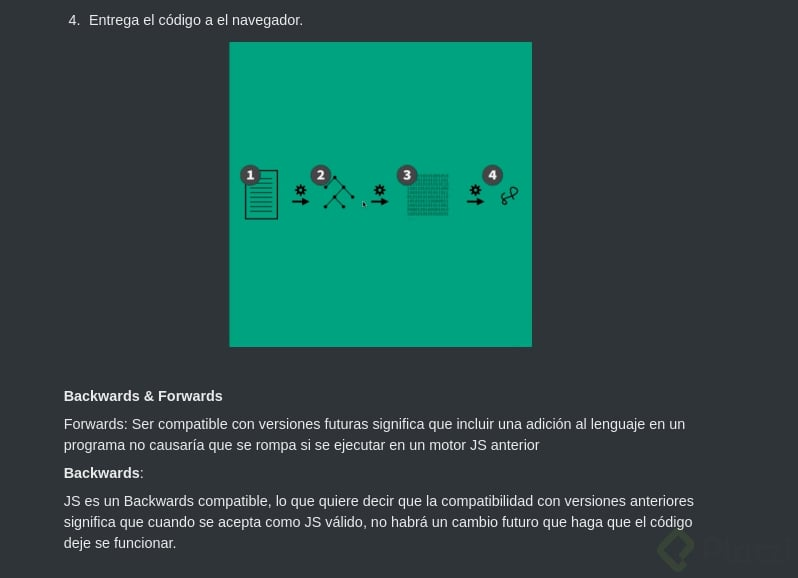 4. Entrega el código a el navegador.
1
2
3
4
Backwards & Forwards
Forwards: Ser compatible con versiones futuras significa que incluir una adición al lenguaje en un
programa no causaría que se rompa si se ejecutar en un motor JS anterior
Backwards:
JS es un Backwards compatible, lo que quiere decir que la compatibilidad con versiones anteriores
significa que cuando se acepta como JS válido, no habrá un cambio futuro que haga que el código
deje se funcionar.
Platzi